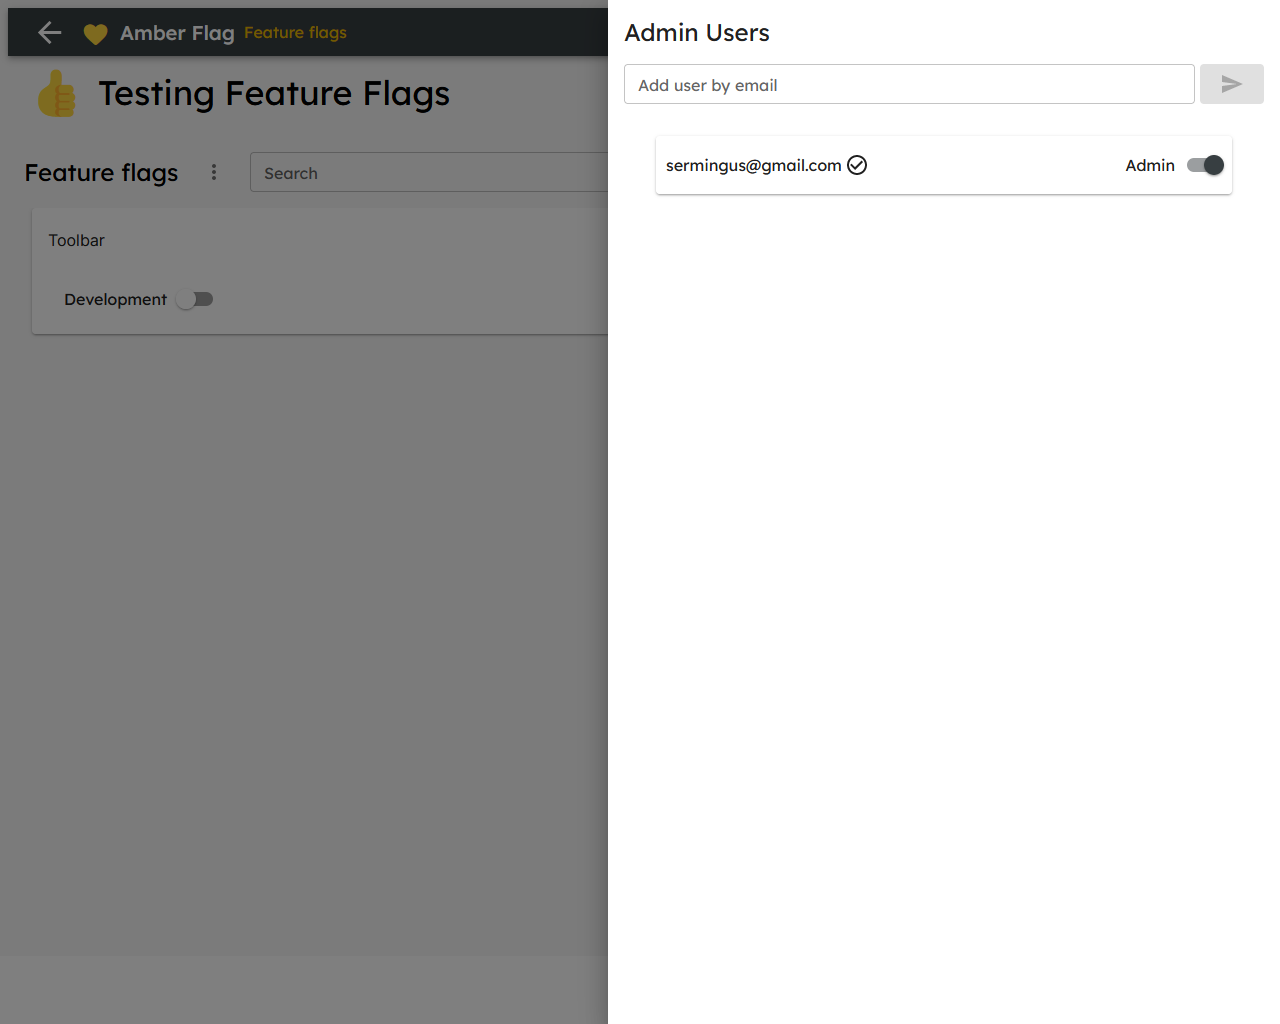 Amber Flag Feature flags
Testing Feature Flags
Feature flags
Search
Toolbar
Development
Admin Users
Add user by email
sermingus@gmail.com
Admin